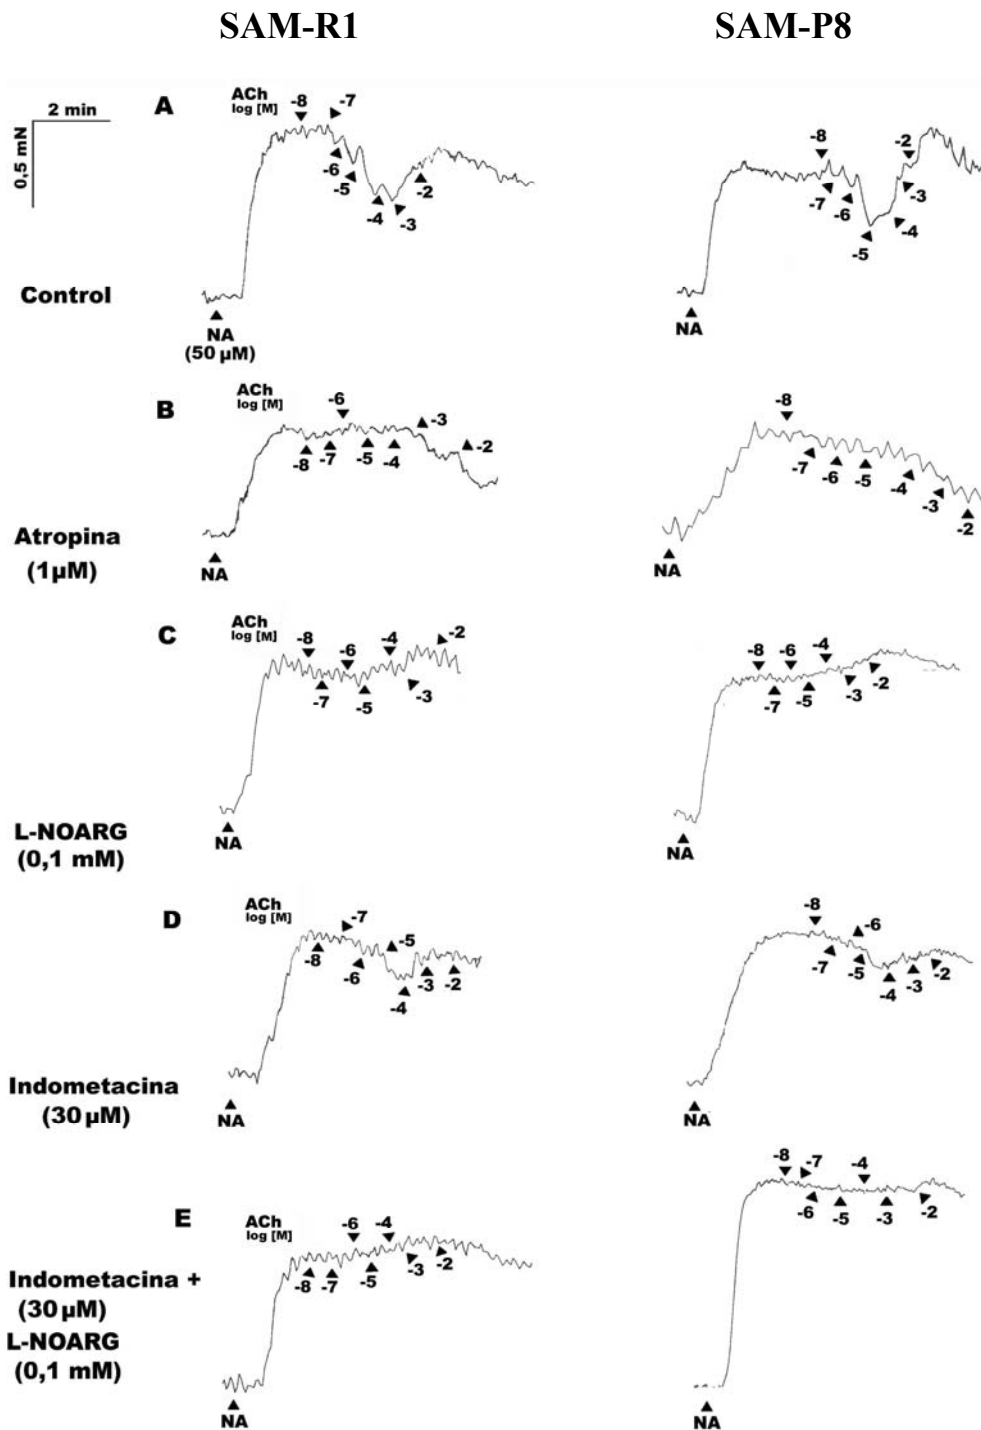 SAM-R1
SAM-P8
2 min
0,5 mN
A
ACh
log [M]
-8
-7
-6
-5
-4
-3
-2
-8
-7
-6
-5
-4
-3
-2
Control
NA
(50 µM)
NA
B
ACh
log [M]
-8
-7
-6
-5
-4
-3
-2
-8
-7
-6
-5
-4
-3
-2
Atropina
(1µM)
NA
NA
C
ACh
log [M]
-8
-7
-6
-5
-4
-3
-2
-8
-7
-6
-5
-4
-3
-2
L-NOARG
(0,1 mM)
NA
NA
D
ACh
log [M]
-8
-7
-6
-5
-4
-3
-2
-8
-7
-6
-5
-4
-3
-2
Indometacina
(30 µM)
NA
NA
E
ACh
log [M]
-8
-7
-6
-5
-4
-3
-2
-8
-7
-6
-5
-4
-3
-2
Indometacina +
(30 µM)
L-NOARG
(0,1 mM)
NA
NA